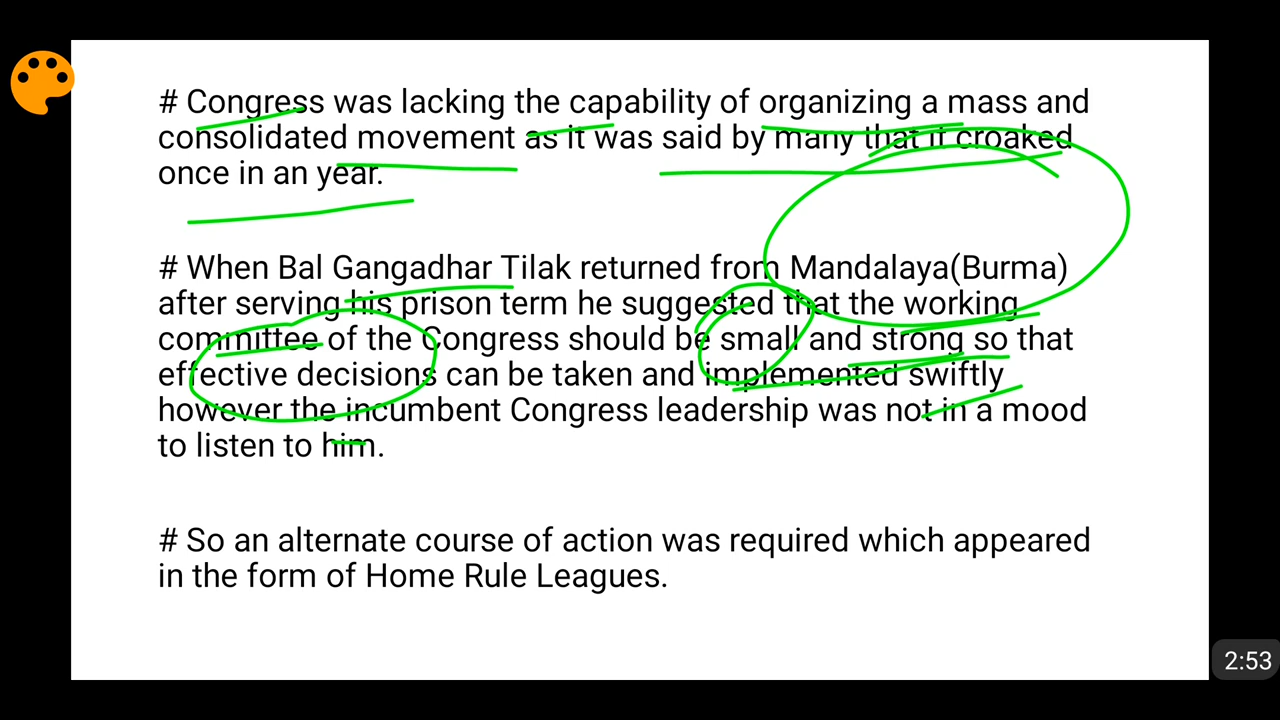 # Congress was lacking the capability of organizing a mass and
consolidated movement as it was said by many that it croaked
once in an year.
# When Bal Gangadhar Tilak returned from Mandalaya(Burma)
after serving his prison term he suggested that the working
committee of the Congress should be small and strong so that
effective decisions can be taken and implemented swiftly
however the incumbent Congress leadership was not in a mood
to listen to him.
# So an alternate course of action was required which appeared
in the form of Home Rule Leagues.
2:53